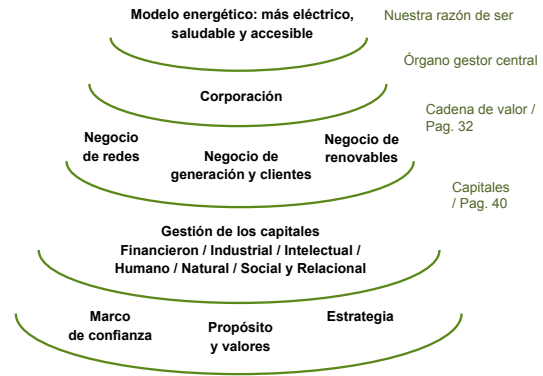 Modelo energético: más eléctrico,
saludable y accesible
Nuestra razón de ser
Órgano gestor central
Corporación
Cadena de valor /
Pag. 32
Negocio
de redes
Negocio de
generación y clientes
Negocio de
renovables
Capitales
/ Pag. 40
Gestión de los capitales
Financieron / Industrial / Intelectual /
Humano / Natural / Social y Relacional
Marco
de confianza
Propósito
y valores
Estrategia